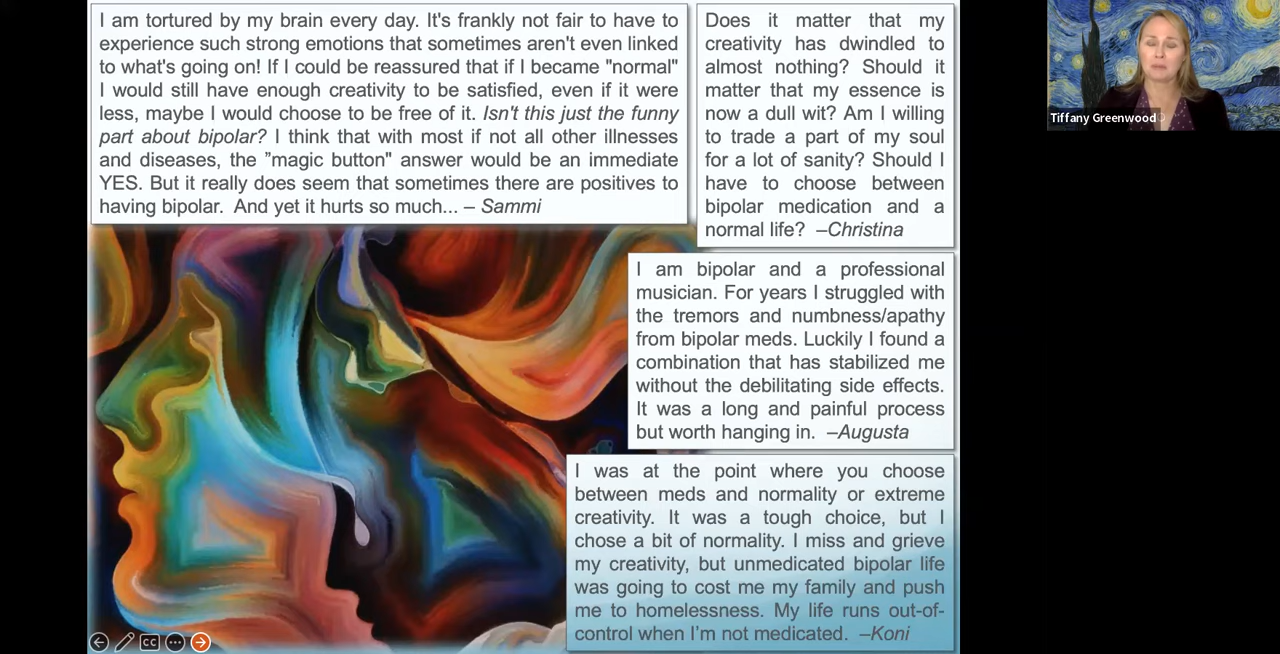 I am tortured by my brain every day. It's frankly not fair to have to
experience such strong emotions that sometimes aren't even linked
to what's going on! If I could be reassured that if I became "normal"
I would still have enough creativity to be satisfied, even if it were
less, maybe I would choose to be free of it. Isn't this just the funny
part about bipolar? I think that with most if not all other illnesses
and diseases, the ”magic button" answer would be an immediate
YES. But it really does seem that sometimes there are positives to
having bipolar. And yet it hurts so much... – Sammi
Does it matter that my
creativity has dwindled to
almost nothing? Should it
matter that my essence is
now a dull wit? Am I willing
to trade a part of my soul
for a lot of sanity? Should I
have to choose between
bipolar medication and a
normal life? –Christina
I am bipolar and a professional
musician. For years I struggled with
the tremors and numbness/apathy
from bipolar meds. Luckily I found a
combination that has stabilized me
without the debilitating side effects.
It was a long and painful process
but worth hanging in. –Augusta
I was at the point where you choose
between meds and normality or extreme
creativity. It was a tough choice, but I
chose a bit of normality. I miss and grieve
my creativity, but unmedicated bipolar life
was going to cost me my family and push
me to homelessness. My life runs out-of-
control when I’m not medicated. –Koni
Tiffany Greenwood
CC